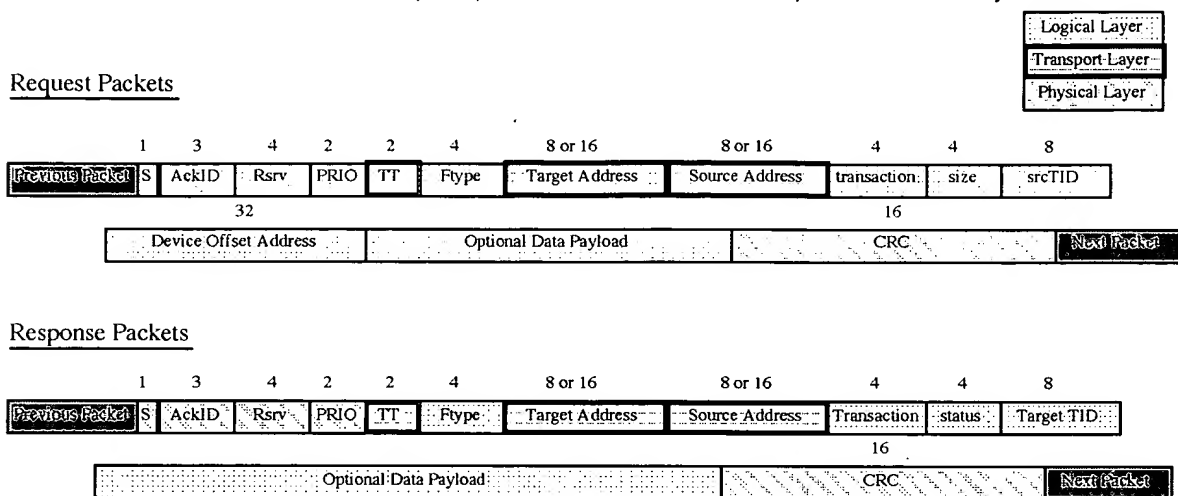 Logical Layer
Transport Layer
Physical Layer
Request Packets
1 3 4 2 2 4 8 or 16 8 or 16 4 4 8
Previous Packet S AckID Rsrv PRIO TT Ftype Target Address Source Address transaction size srcTID
32 16
Device Offset Address Optional Data Payload CRC Next Packet
Response Packets
1 3 4 2 2 4 8 or 16 8 or 16 4 4 8
Previous Packet S AckID Rsrv PRIO TT Ftype Target Address Source Address Transaction status Target TID
16
Optional Data Payload CRC Next Packet